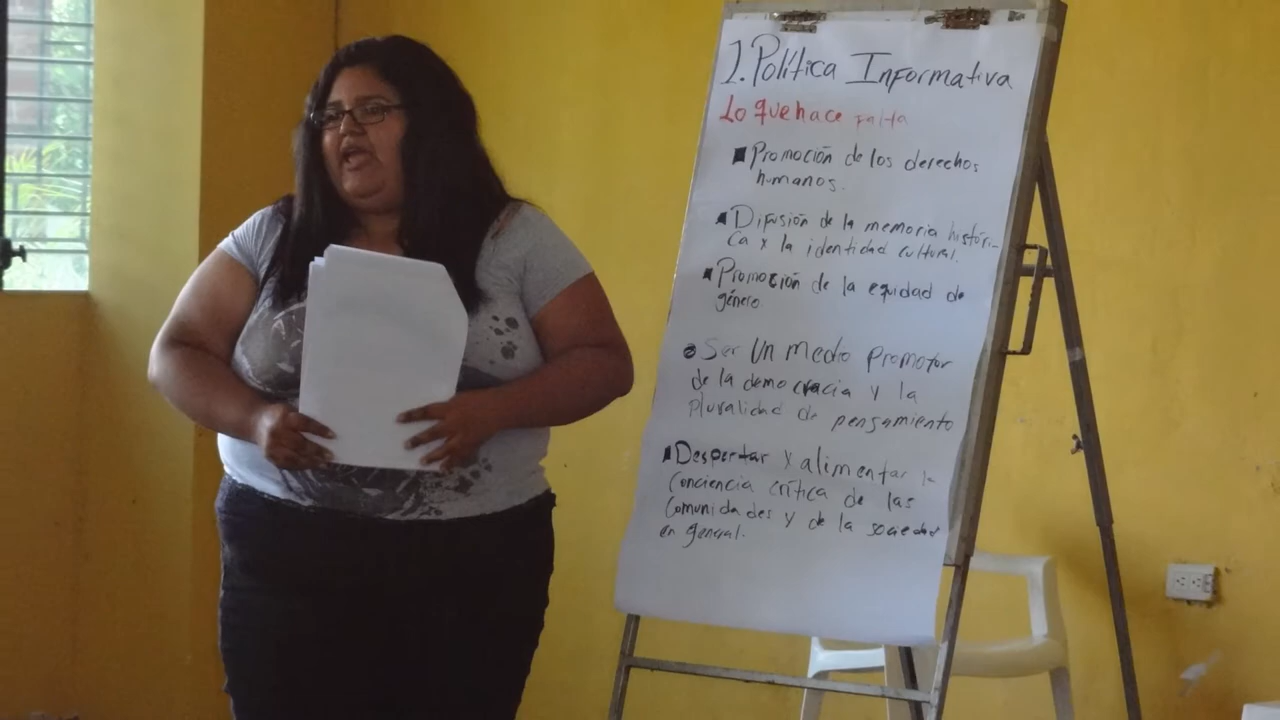 1. Política Informativa
Lo que hace falta
Promoción de los derechos
humanos.
Difusión de la memoria históri-
ca y la identidad cultural.
Promoción de la equidad de
género
Ser Un medio promotor
de la democracia y la
pluralidad de pensamiento
Despertar y alimentar la
conciencia crítica de las
Comunidades y de la sociedad
en general.